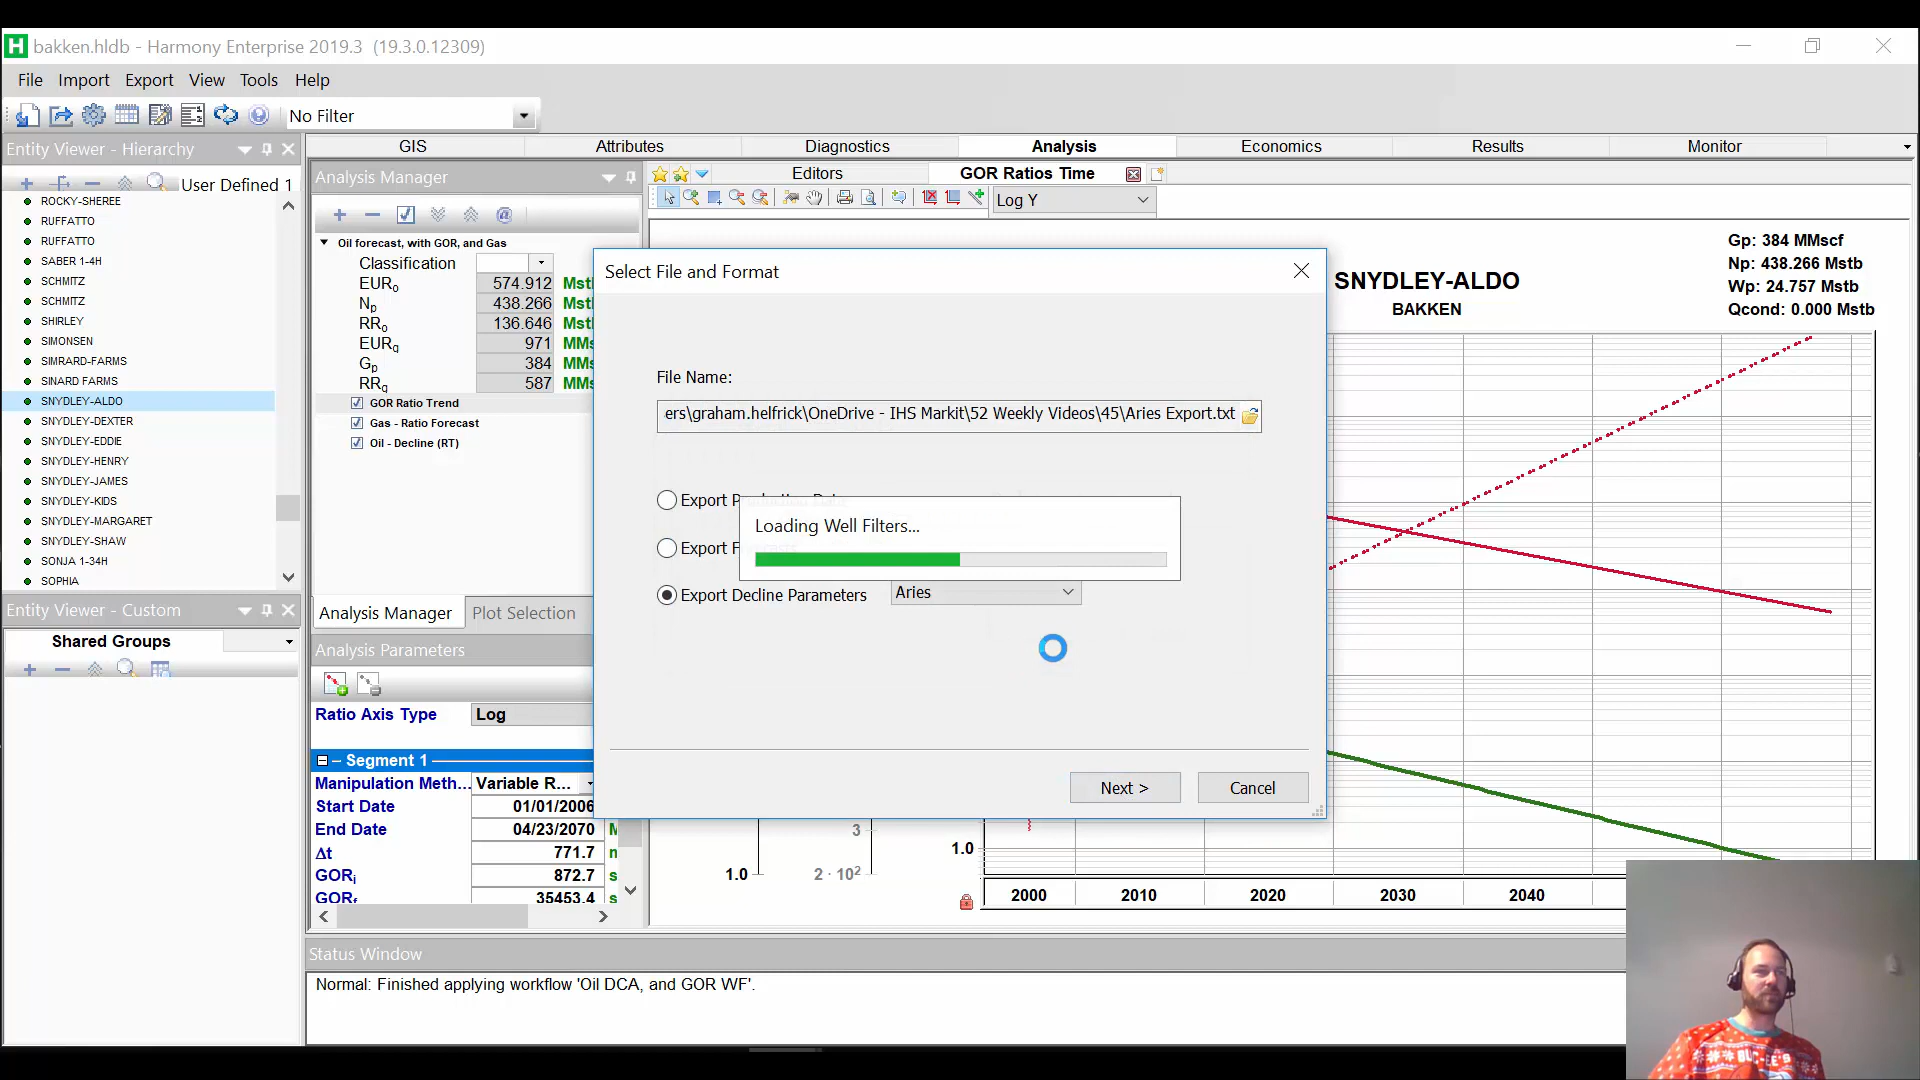 bakken.hldb - Harmony Enterprise 2019.3 (19.3.0.12309)
File Import Export View Tools Help
No Filter
Entity Viewer - Hierarchy
User Defined 1
ROCKY-SHEREE
RUFFATTO
RUFFATTO
SABER 1-4H
SCHMITZ
SCHMITZ
SHIRLEY
SIMONSEN
SIMRARD-FARMS
SINARD FARMS
SNYDLEY-ALDO
SNYDLEY-DEXTER
SNYDLEY-EDDIE
SNYDLEY-HENRY
SNYDLEY-JAMES
SNYDLEY-KIDS
SNYDLEY-MARGARET
SNYDLEY-SHAW
SONJA 1-34H
SOPHIA
Entity Viewer - Custom
Shared Groups
GIS Attributes Diagnostics Analysis Economics Results Monitor
Analysis Manager
Oil forecast, with GOR, and Gas
Classification
EURo 574.912 Mst
Np 438.266 Mst
RRo 136.646 Mst
EURg 971 MMs
Gp 384 MMs
RRg 587 MMs
GOR Ratio Trend
Gas - Ratio Forecast
Oil - Decline (RT)
Analysis Manager Plot Selection
Analysis Parameters
Ratio Axis Type Log
Segment 1
Manipulation Meth... Variable R...
Start Date 01/01/2006
End Date 04/23/2070 M
Δt 771.7
GORi 872.7 s
GORf 35453.4 s
Editors GOR Ratios Time
Log Y
SNYDLEY-ALDO
BAKKEN
Gp: 384 MMscf
Np: 438.266 Mstb
Wp: 24.757 Mstb
Qcond: 0.000 Mstb
Select File and Format
File Name:
ers\graham.helfrick\OneDrive - IHS Markit\52 Weekly Videos\45\Aries Export.txt
Export
Loading Well Filters...
Export F
Export Decline Parameters Aries
Next > Cancel
3
1.0
1.0 2 · 10²
2000 2010 2020 2030 2040
Status Window
Normal: Finished applying workflow 'Oil DCA, and GOR WF'.
BUC-EE'S